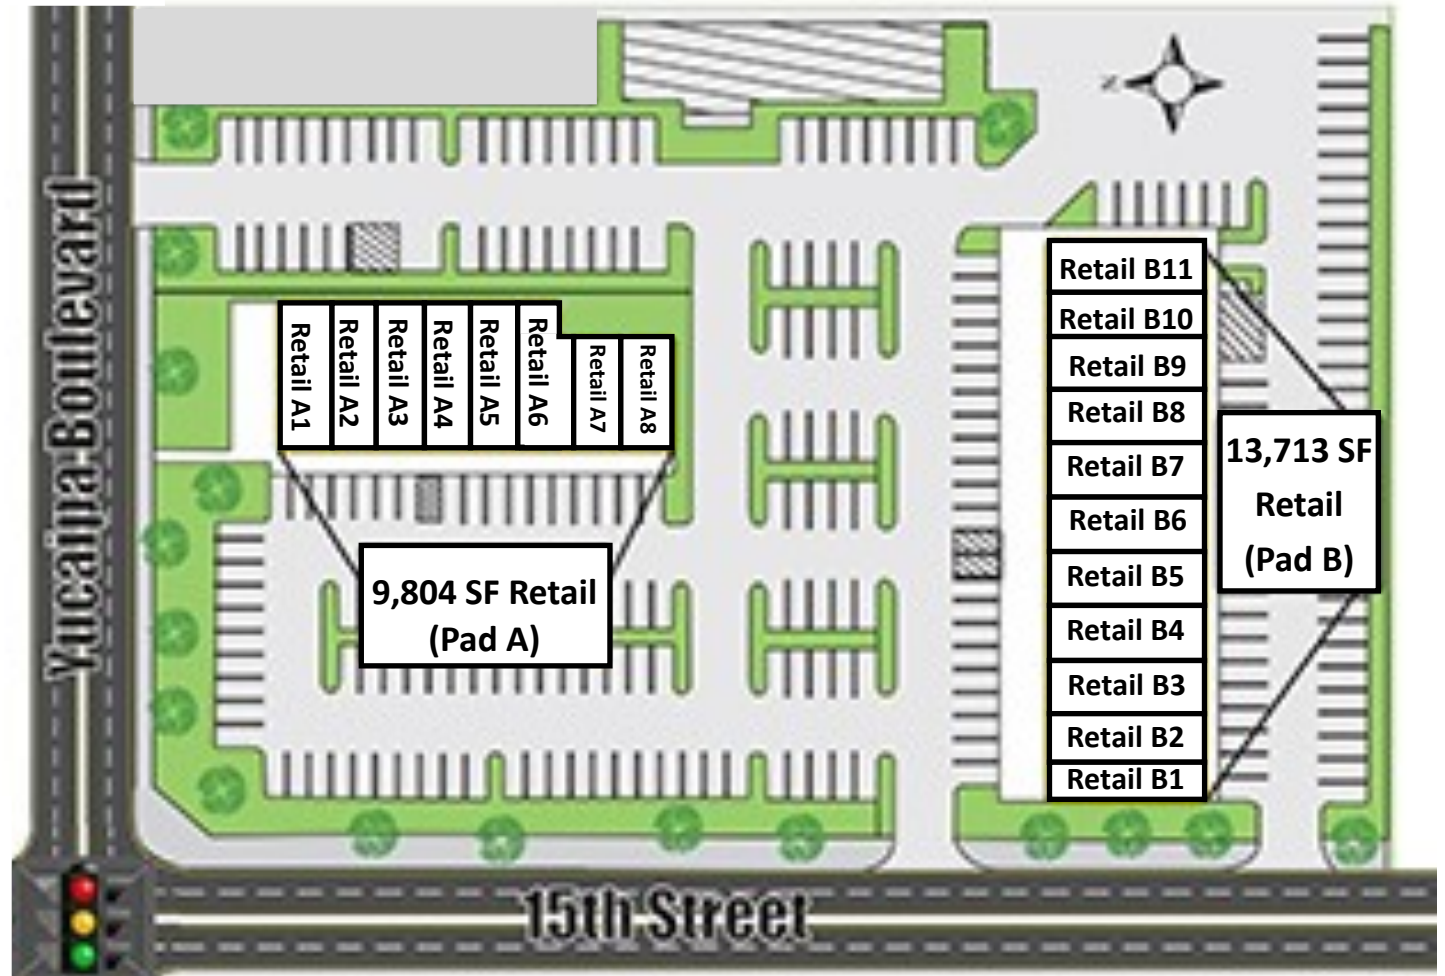 Yucaipa Boulevard
N
Retail A1
Retail A2
Retail A3
Retail A4
Retail A5
Retail A6
Retail A7
Retail A8
9,804 SF Retail
(Pad A)
Retail B11
Retail B10
Retail B9
Retail B8
Retail B7
Retail B6
Retail B5
Retail B4
Retail B3
Retail B2
Retail B1
13,713 SF
Retail
(Pad B)
15th Street